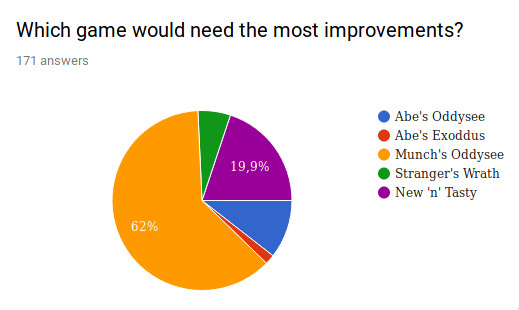 Which game would need the most improvements?
171 answers
Abe's Oddysee
Abe's Exoddus
Munch's Oddysee
Stranger's Wrath
New 'n' Tasty
19,9%
62%